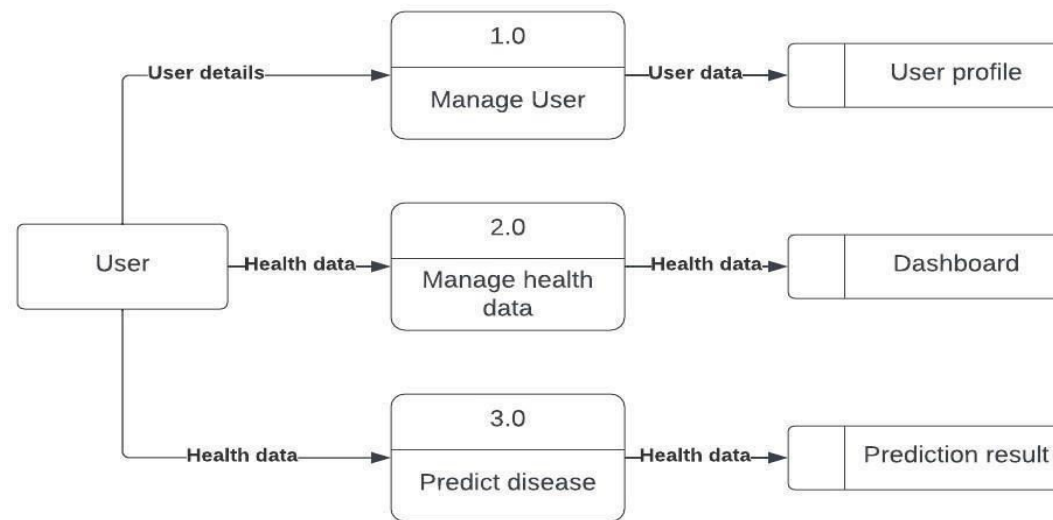 1.0
User details
Manage User
User data
User profile
2.0
User
Health data
Manage health
data
Health data
Dashboard
3.0
Health data
Predict disease
Health data
Prediction result